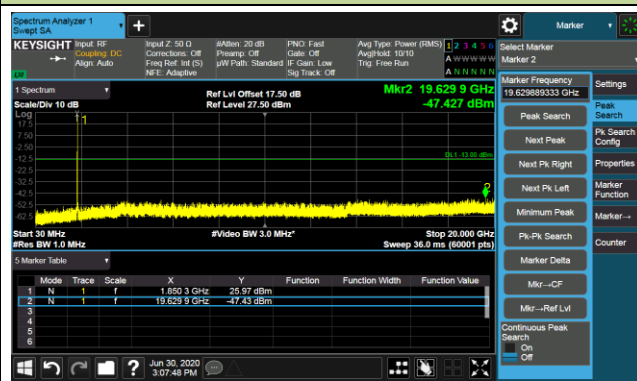 Spectrum Analyzer 1
Swept SA
+
Marker
KEYSIGHT
Input: RF
Coupling: DC
Align: Auto
Input Z: 50 Ω
Corrections: Off
Freq Ref: Int (S)
NFE: Adaptive
#Atten: 20 dB
Preamp: Off
µW Path: Standard
PNO: Fast
Gate: Off
IF Gain: Low
Sig Track: Off
Avg Type: Power (RMS)
Avg|Hold: 10/10
Trig: Free Run
1 2 3 4 5 6
A W W W W W
A N N N N N
LXI
Select Marker
Marker 2
1 Spectrum
Scale/Div 10 dB
Ref Lvl Offset 17.50 dB
Ref Level 27.50 dBm
Mkr2 19.629 9 GHz
-47.427 dBm
Log
17.5
7.50
-2.50
-12.5
-22.5
-32.5
-42.5
-52.5
-62.5
1
DL1 -13.00 dBm
2
Start 30 MHz
#Res BW 1.0 MHz
#Video BW 3.0 MHz*
Stop 20.000 GHz
Sweep 36.0 ms (60001 pts)
5 Marker Table
Mode Trace Scale X Y Function Function Width Function Value
1 N 1 f 1.850 3 GHz 25.97 dBm
2 N 1 f 19.629 9 GHz -47.43 dBm
3
4
5
6
Marker Frequency
19.629889333 GHz
Peak Search
Next Peak
Next Pk Right
Next Pk Left
Minimum Peak
Pk-Pk Search
Marker Delta
Mkr→CF
Mkr→Ref Lvl
Continuous Peak
Search
On
Off
Settings
Peak
Search
Pk Search
Config
Properties
Marker
Function
Marker→
Counter
?
Jun 30, 2020
3:07:48 PM